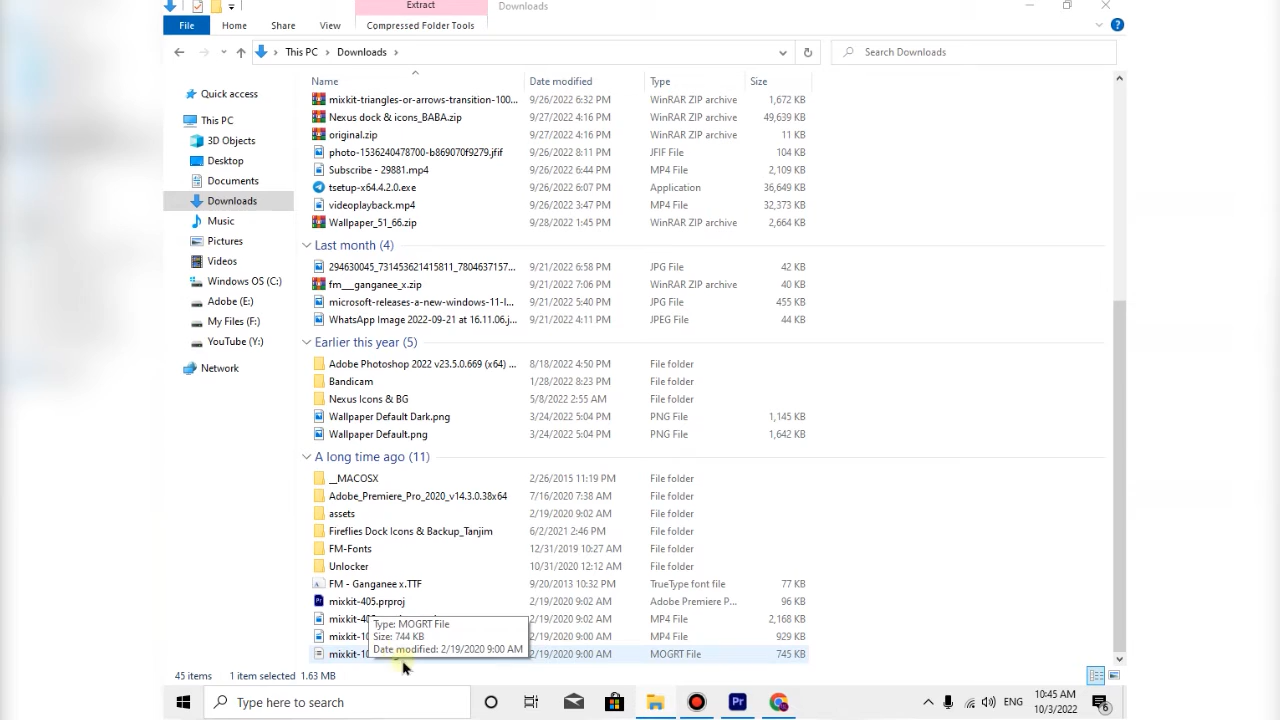 Extract
Downloads
File Home Share View Compressed Folder Tools
This PC Downloads Search Downloads
Name Date modified Type Size
mixkit-triangles-or-arrows-transition-100... 9/26/2022 6:32 PM WinRAR ZIP archive 1,672 KB
Nexus dock & icons_BABA.zip 9/27/2022 4:16 PM WinRAR ZIP archive 49,639 KB
original.zip 9/27/2022 4:16 PM WinRAR ZIP archive 11 KB
photo-1536240478700-b869070f9279.jfif 9/26/2022 8:11 PM JFIF File 104 KB
Subscribe - 29881.mp4 9/26/2022 6:44 PM MP4 File 2,109 KB
tsetup-x64.4.2.0.exe 9/26/2022 6:07 PM Application 36,649 KB
videoplayback.mp4 9/26/2022 3:47 PM MP4 File 32,373 KB
Wallpaper_51_66.zip 9/28/2022 1:45 PM WinRAR ZIP archive 2,664 KB
Last month (4)
294630045_731453621415811_7804637157... 9/21/2022 6:58 PM JPG File 42 KB
fm___ganganee_x.zip 9/21/2022 7:06 PM WinRAR ZIP archive 40 KB
microsoft-releases-a-new-windows-11-l... 9/21/2022 5:40 PM JPG File 455 KB
WhatsApp Image 2022-09-21 at 16.11.06.j... 9/21/2022 4:11 PM JPEG File 44 KB
Earlier this year (5)
Adobe Photoshop 2022 v23.5.0.669 (x64) ... 8/18/2022 4:50 PM File folder
Bandicam 1/28/2022 8:23 PM File folder
Nexus Icons & BG 5/8/2022 2:55 AM File folder
Wallpaper Default Dark.png 3/24/2022 5:04 PM PNG File 1,145 KB
Wallpaper Default.png 3/24/2022 5:04 PM PNG File 1,642 KB
A long time ago (11)
__MACOSX 2/26/2015 11:19 PM File folder
Adobe_Premiere_Pro_2020_v14.3.0.38x64 7/16/2020 7:38 AM File folder
assets 2/19/2020 9:02 AM File folder
Fireflies Dock Icons & Backup_Tanjim 6/2/2021 2:46 PM File folder
FM-Fonts 12/31/2019 10:27 AM File folder
Unlocker 10/31/2020 12:12 AM File folder
FM - Ganganee x.TTF 9/20/2013 10:32 PM TrueType font file 77 KB
mixkit-405.prproj 2/19/2020 9:02 AM Adobe Premiere P... 96 KB
2/19/2020 9:02 AM MP4 File 2,168 KB
2/19/2020 9:00 AM MP4 File 929 KB
2/19/2020 9:00 AM MOGRT File 745 KB
Type: MOGRT File
Size: 744 KB
Date modified: 2/19/2020 9:00 AM
Quick access
This PC
3D Objects
Desktop
Documents
Downloads
Music
Pictures
Videos
Windows OS (C:)
Adobe (E:)
My Files (F:)
YouTube (Y:)
Network
45 items 1 item selected 1.63 MB
Type here to search
ENG
10:45 AM
10/3/2022
6